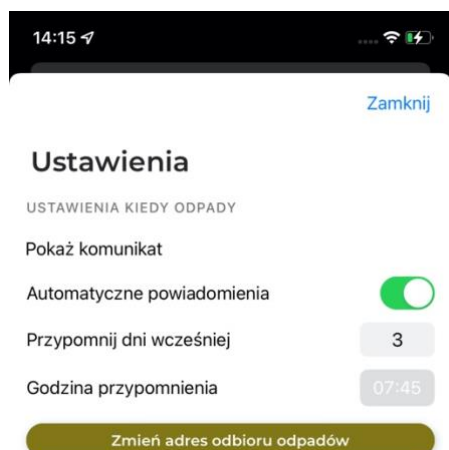 14:15
Zamknij
Ustawienia
USTAWIENIA KIEDY ODPADY
Pokaż komunikat
Automatyczne powiadomienia
Przypomnij dni wcześniej 3
Godzina przypomnienia 07:45
Zmień adres odbioru odpadów